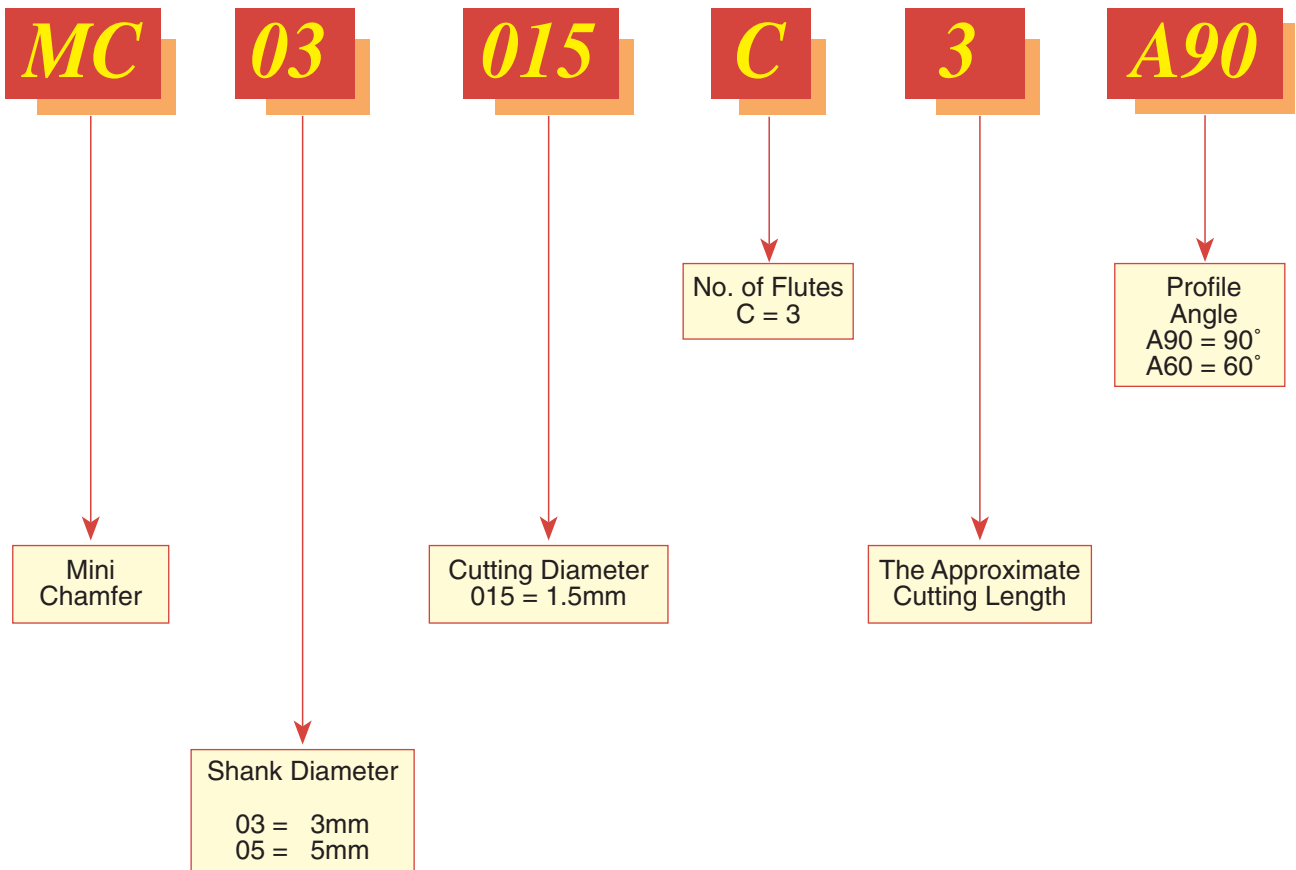 MC 03 015 C 3 A90
No. of Flutes
C = 3
Profile
Angle
A90 = 90°
A60 = 60°
Mini
Chamfer
Cutting Diameter
015 = 1.5mm
The Approximate
Cutting Length
Shank Diameter
03 = 3mm
05 = 5mm